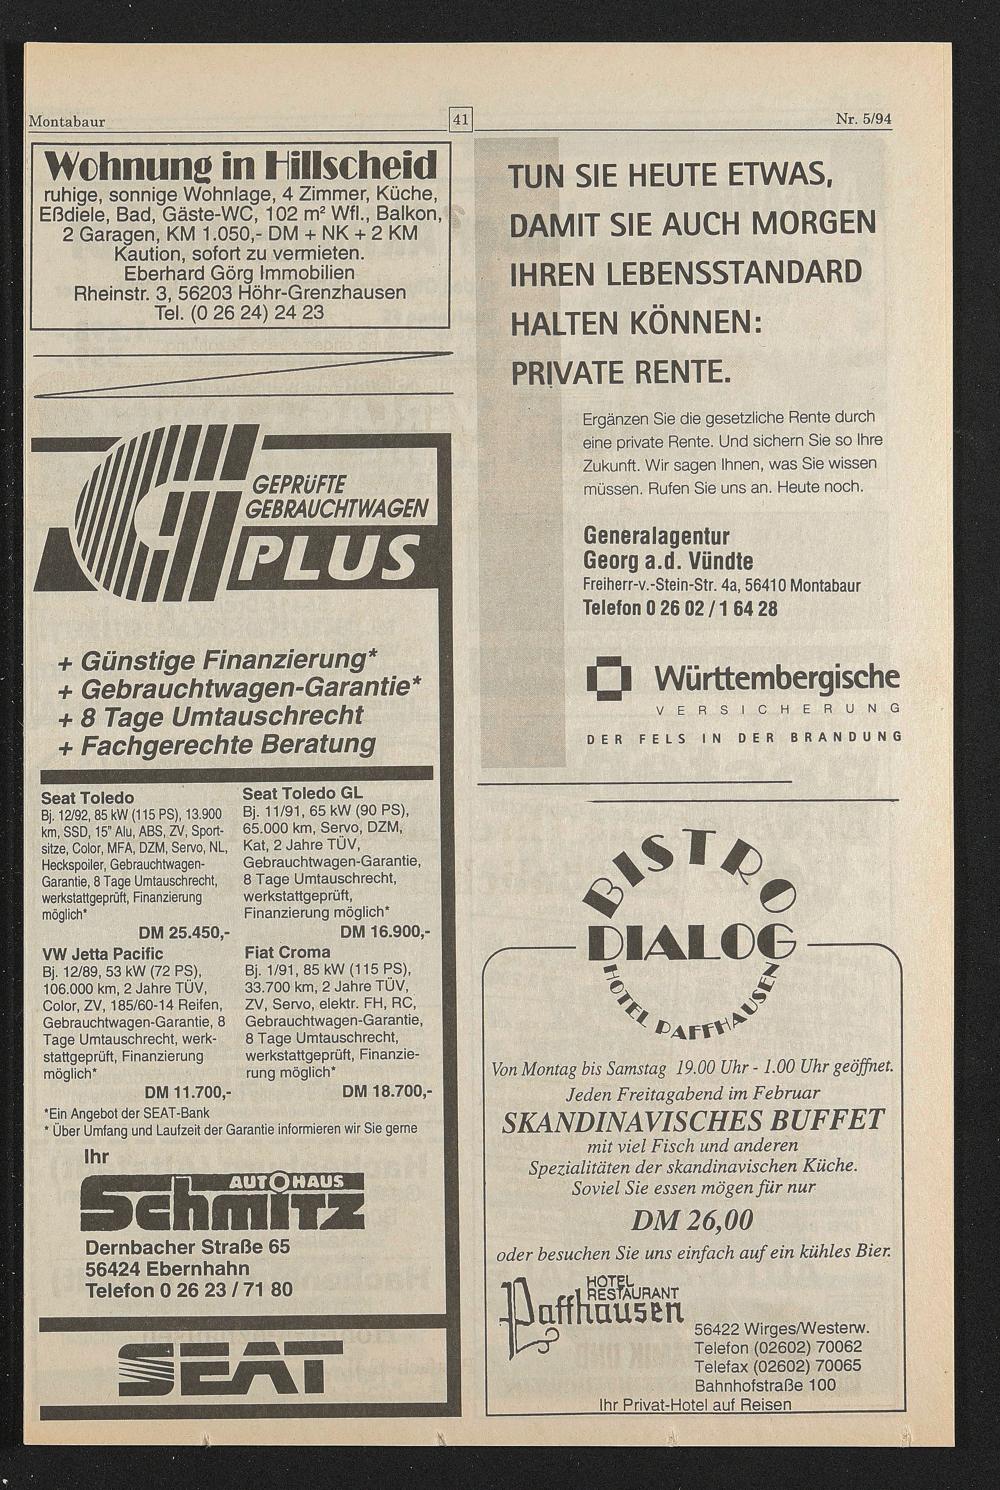 Montabaur
41
Nr. 5/94
Wohnung in Hillscheid
ruhige, sonnige Wohnlage, 4 Zimmer, Küche,
Eßdiele, Bad, Gäste-WC, 102 m² Wfl., Balkon,
2 Garagen, KM 1.050,- DM + NK + 2 KM
Kaution, sofort zu vermieten.
Eberhard Görg Immobilien
Rheinstr. 3, 56203 Höhr-Grenzhausen
Tel. (0 26 24) 24 23
GEPRÜFTE
GEBRAUCHTWAGEN
PLUS
+ Günstige Finanzierung*
+ Gebrauchtwagen-Garantie*
+ 8 Tage Umtauschrecht
+ Fachgerechte Beratung
Seat Toledo
Bj. 12/92, 85 kW (115 PS), 13.900
km, SSD, 15" Alu, ABS, ZV, Sport-
sitze, Color, MFA, DZM, Servo, NL,
Heckspoiler, Gebrauchtwagen-
Garantie, 8 Tage Umtauschrecht,
werkstattgeprüft, Finanzierung
möglich*
DM 25.450,-
Seat Toledo GL
Bj. 11/91, 65 kW (90 PS),
65.000 km, Servo, DZM,
Kat, 2 Jahre TÜV,
Gebrauchtwagen-Garantie,
8 Tage Umtauschrecht,
werkstattgeprüft,
Finanzierung möglich*
DM 16.900,-
VW Jetta Pacific
Bj. 12/89, 53 kW (72 PS),
106.000 km, 2 Jahre TÜV,
Color, ZV, 185/60-14 Reifen,
Gebrauchtwagen-Garantie, 8
Tage Umtauschrecht, werk-
stattgeprüft, Finanzierung
möglich*
DM 11.700,-
Fiat Croma
Bj. 1/91, 85 kW (115 PS),
33.700 km, 2 Jahre TÜV,
ZV, Servo, elektr. FH, RC,
Gebrauchtwagen-Garantie,
8 Tage Umtauschrecht,
werkstattgeprüft, Finanzie-
rung möglich*
DM 18.700,-
*Ein Angebot der SEAT-Bank
* Über Umfang und Laufzeit der Garantie informieren wir Sie gerne
Ihr
AUTOHAUS
Schmitz
Dernbacher Straße 65
56424 Ebernhahn
Telefon 0 26 23 / 71 80
SEAT
TUN SIE HEUTE ETWAS,
DAMIT SIE AUCH MORGEN
IHREN LEBENSSTANDARD
HALTEN KÖNNEN:
PRIVATE RENTE.
Ergänzen Sie die gesetzliche Rente durch
eine private Rente. Und sichern Sie so Ihre
Zukunft. Wir sagen Ihnen, was Sie wissen
müssen. Rufen Sie uns an. Heute noch.
Generalagentur
Georg a.d. Vündte
Freiherr-v.-Stein-Str. 4a, 56410 Montabaur
Telefon 0 26 02 / 1 64 28
Württembergische
VERSICHERUNG
DER FELS IN DER BRANDUNG
BISTRO
DIALOG
HOTEL PAFFHAUSEN
Von Montag bis Samstag 19.00 Uhr - 1.00 Uhr geöffnet.
Jeden Freitagabend im Februar
SKANDINAVISCHES BUFFET
mit viel Fisch und anderen
Spezialitäten der skandinavischen Küche.
Soviel Sie essen mögen für nur
DM 26,00
oder besuchen Sie uns einfach auf ein kühles Bier.
HOTEL
RESTAURANT
Paffhausen
56422 Wirges/Westerw.
Telefon (02602) 70062
Telefax (02602) 70065
Bahnhofstraße 100
Ihr Privat-Hotel auf Reisen